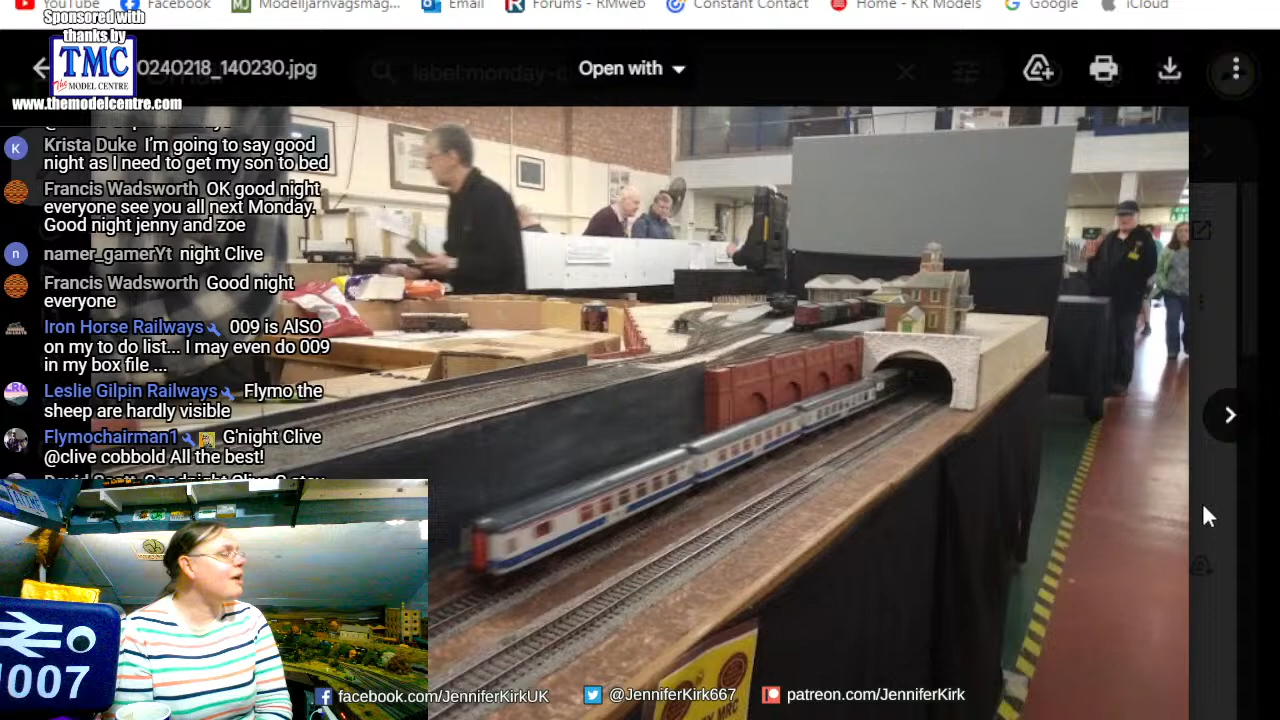 YouTube
Facebook
Modelljärnvägsmag...
Email
Forums - RMweb
Constant Contact
Home - KR Models
Google
iCloud
Sponsored with
thanks by
TMC
The MODEL CENTRE
www.themodelcentre.com
0240218_140230.jpg
label:monday-
Open with
Krista Duke I'm going to say good
night as I need to get my son to bed
Francis Wadsworth OK good night
everyone see you all next Monday.
Good night jenny and zoe
namer_gamerYt night Clive
Francis Wadsworth Good night
everyone
Iron Horse Railways 009 is AlSO
on my to do list... I may even do 009
in my box file ...
Leslie Gilpin Railways Flymo the
sheep are hardly visible
Flymochairman1 G'night Clive
@clive cobbold All the best!
007
MRC
facebook.com/JenniferKirkUK
@JenniferKirk667
patreon.com/JenniferKirk